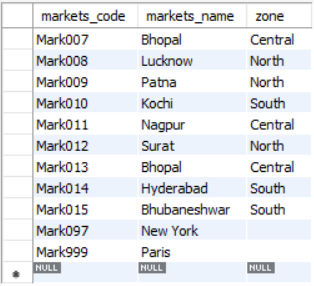 markets_code markets_name zone
Mark007 Bhopal Central
Mark008 Lucknow North
Mark009 Patna North
Mark010 Kochi South
Mark011 Nagpur Central
Mark012 Surat North
Mark013 Bhopal Central
Mark014 Hyderabad South
Mark015 Bhubaneshwar South
Mark097 New York
Mark999 Paris
NULL NULL NULL